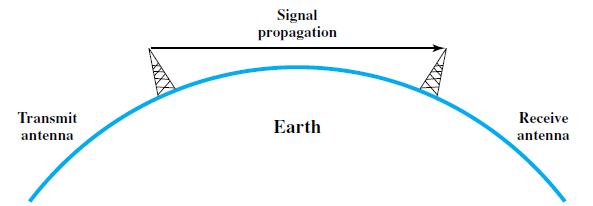 Signal
propagation
Transmit
antenna
Earth
Receive
antenna